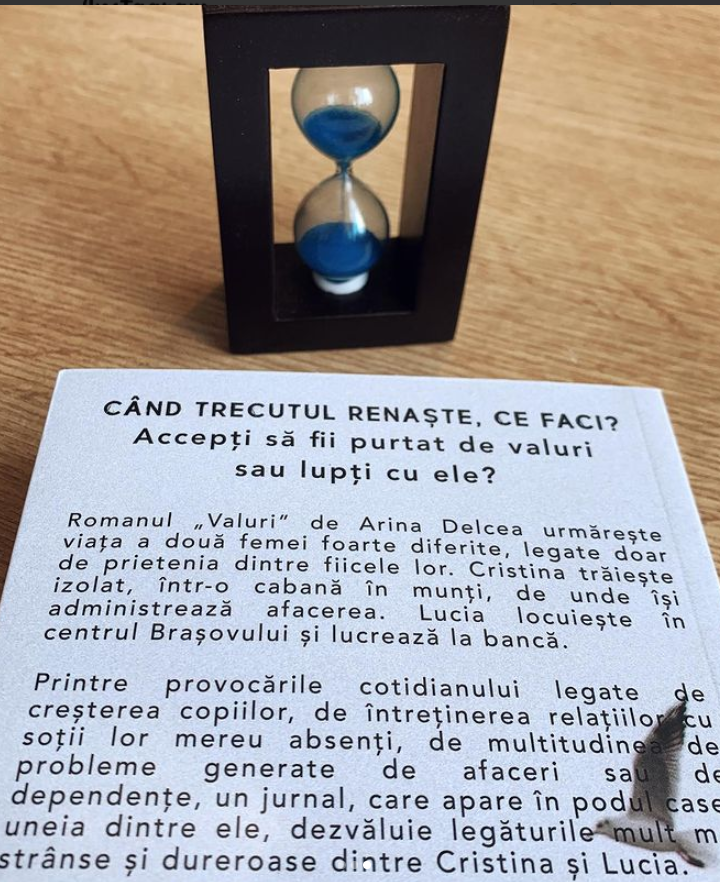 CÂND TRECUTUL RENAȘTE, CE FACI?
Accepți să fii purtat de valuri
sau lupți cu ele?
Romanul „Valuri” de Arina Delcea urmărește
viața a două femei foarte diferite, legate doar
de prietenia dintre fiicele lor. Cristina trăiește
izolat, într-o cabană în munți, de unde își
administrează afacerea. Lucia locuiește în
centrul Brașovului și lucrează la bancă.
Printre provocările cotidianului legate de
creșterea copiilor, de întreținerea relațiilor cu
soții lor mereu absenți, de multitudinea de
probleme generate de afaceri sau de
dependențe, un jurnal, care apare în podul case
uneia dintre ele, dezvăluie legăturile mult m
strânse și dureroase dintre Cristina și Lucia.